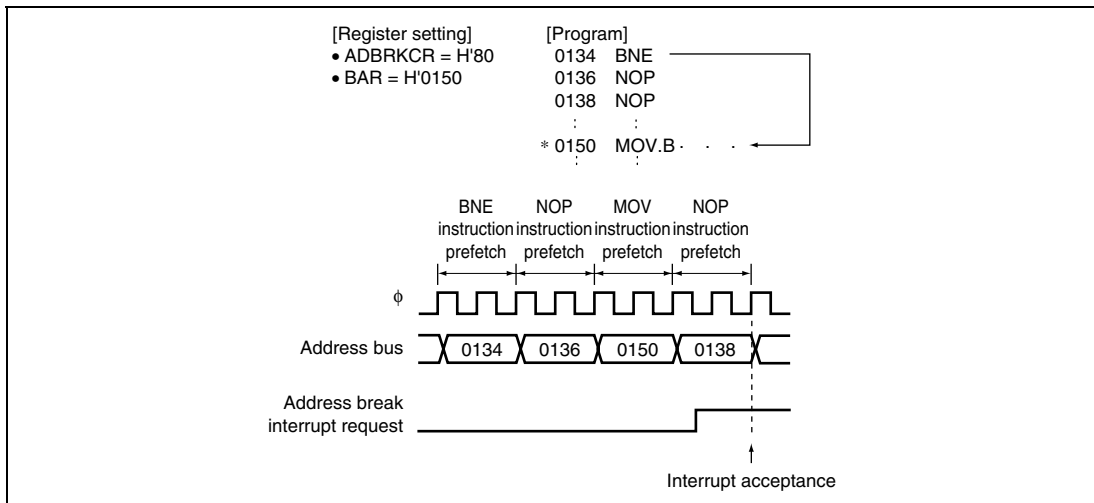 [Register setting]
• ADBRKCR = H'80
• BAR = H'0150
[Program]
0134 BNE
0136 NOP
0138 NOP
: :
* 0150 MOV.B · · ·
: :
BNE instruction prefetch
NOP instruction prefetch
MOV instruction prefetch
NOP instruction prefetch
φ
Address bus
0134 0136 0150 0138
Address break
interrupt request
Interrupt acceptance